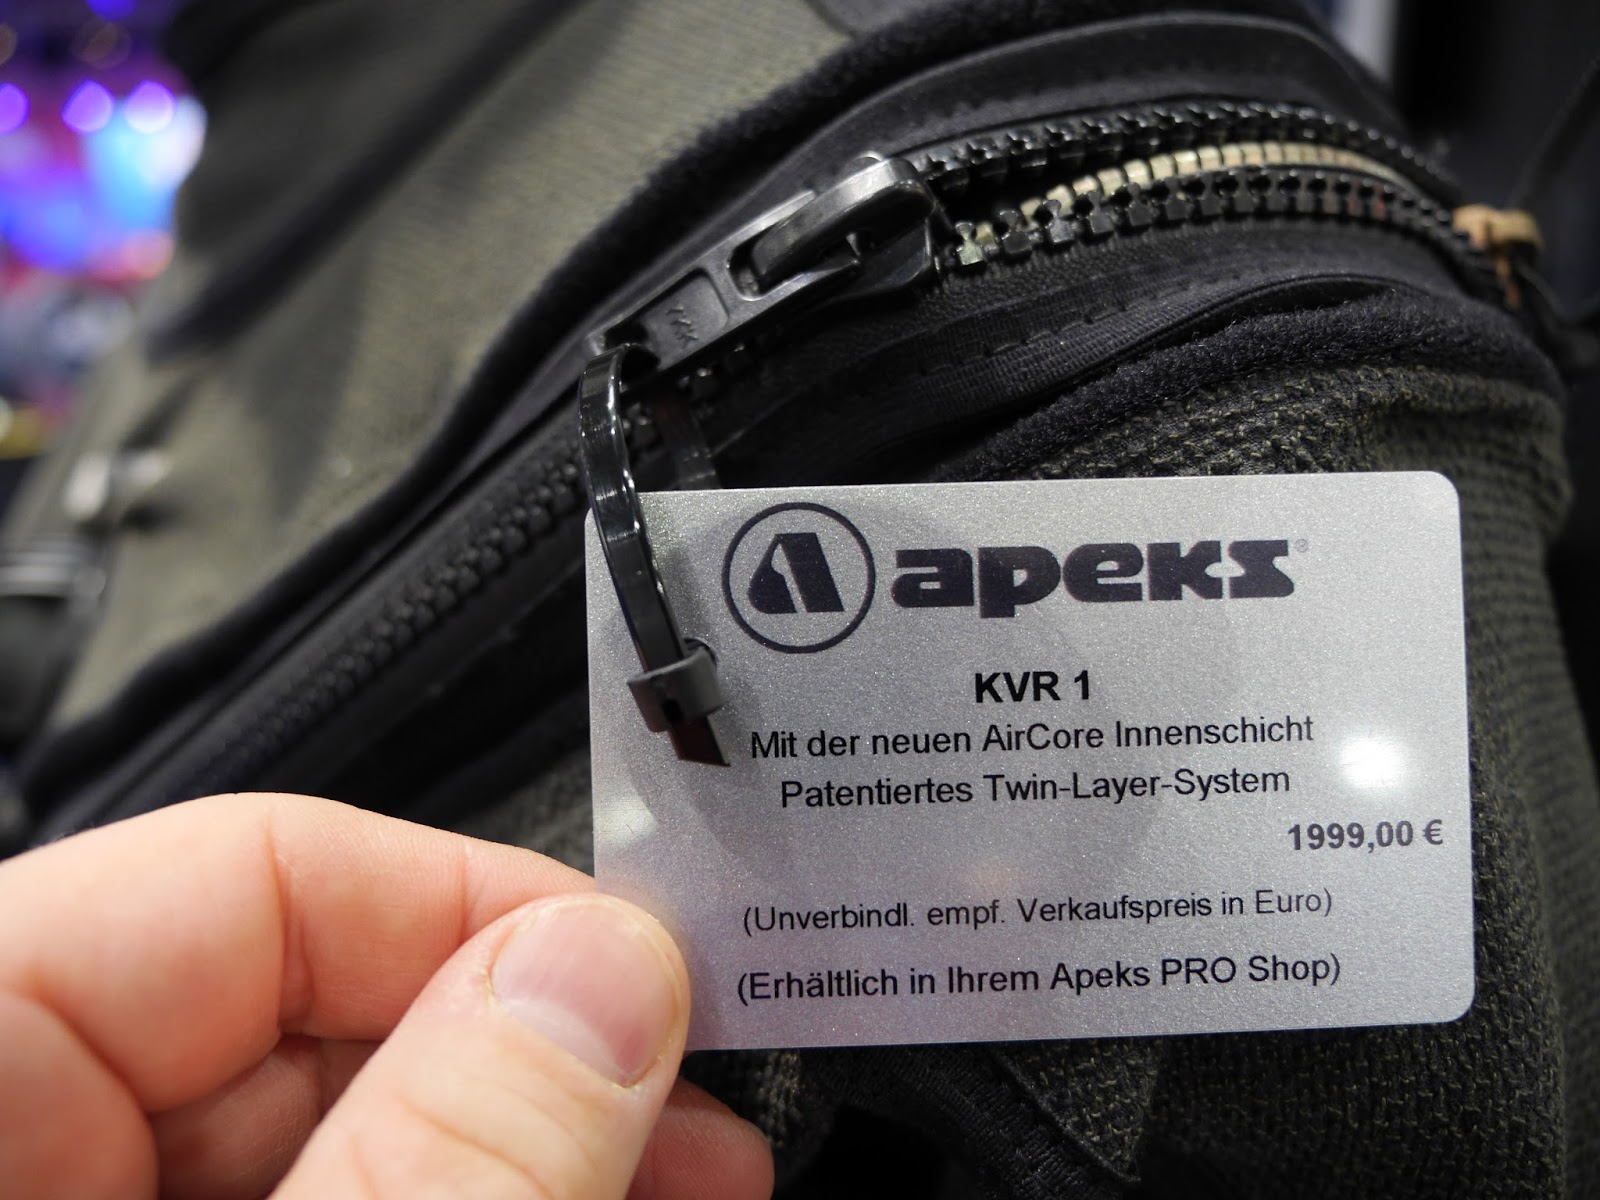 apeks®
KVR 1
Mit der neuen AirCore Innenschicht
Patentiertes Twin-Layer-System
1999,00 €
(Unverbindl. empf. Verkaufspreis in Euro)
(Erhältlich in Ihrem Apeks PRO Shop)